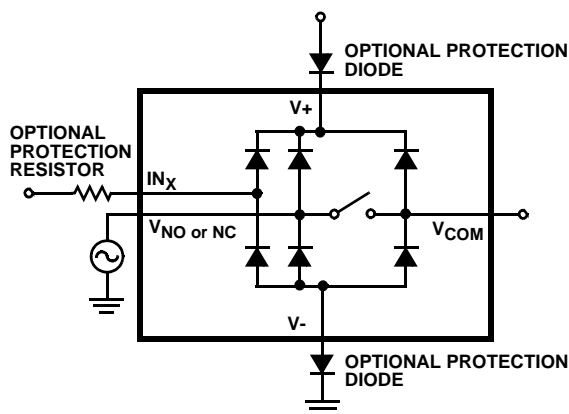 OPTIONAL PROTECTION
DIODE
V+
OPTIONAL
PROTECTION
RESISTOR
INX
VNO or NC
VCOM
V-
OPTIONAL PROTECTION
DIODE